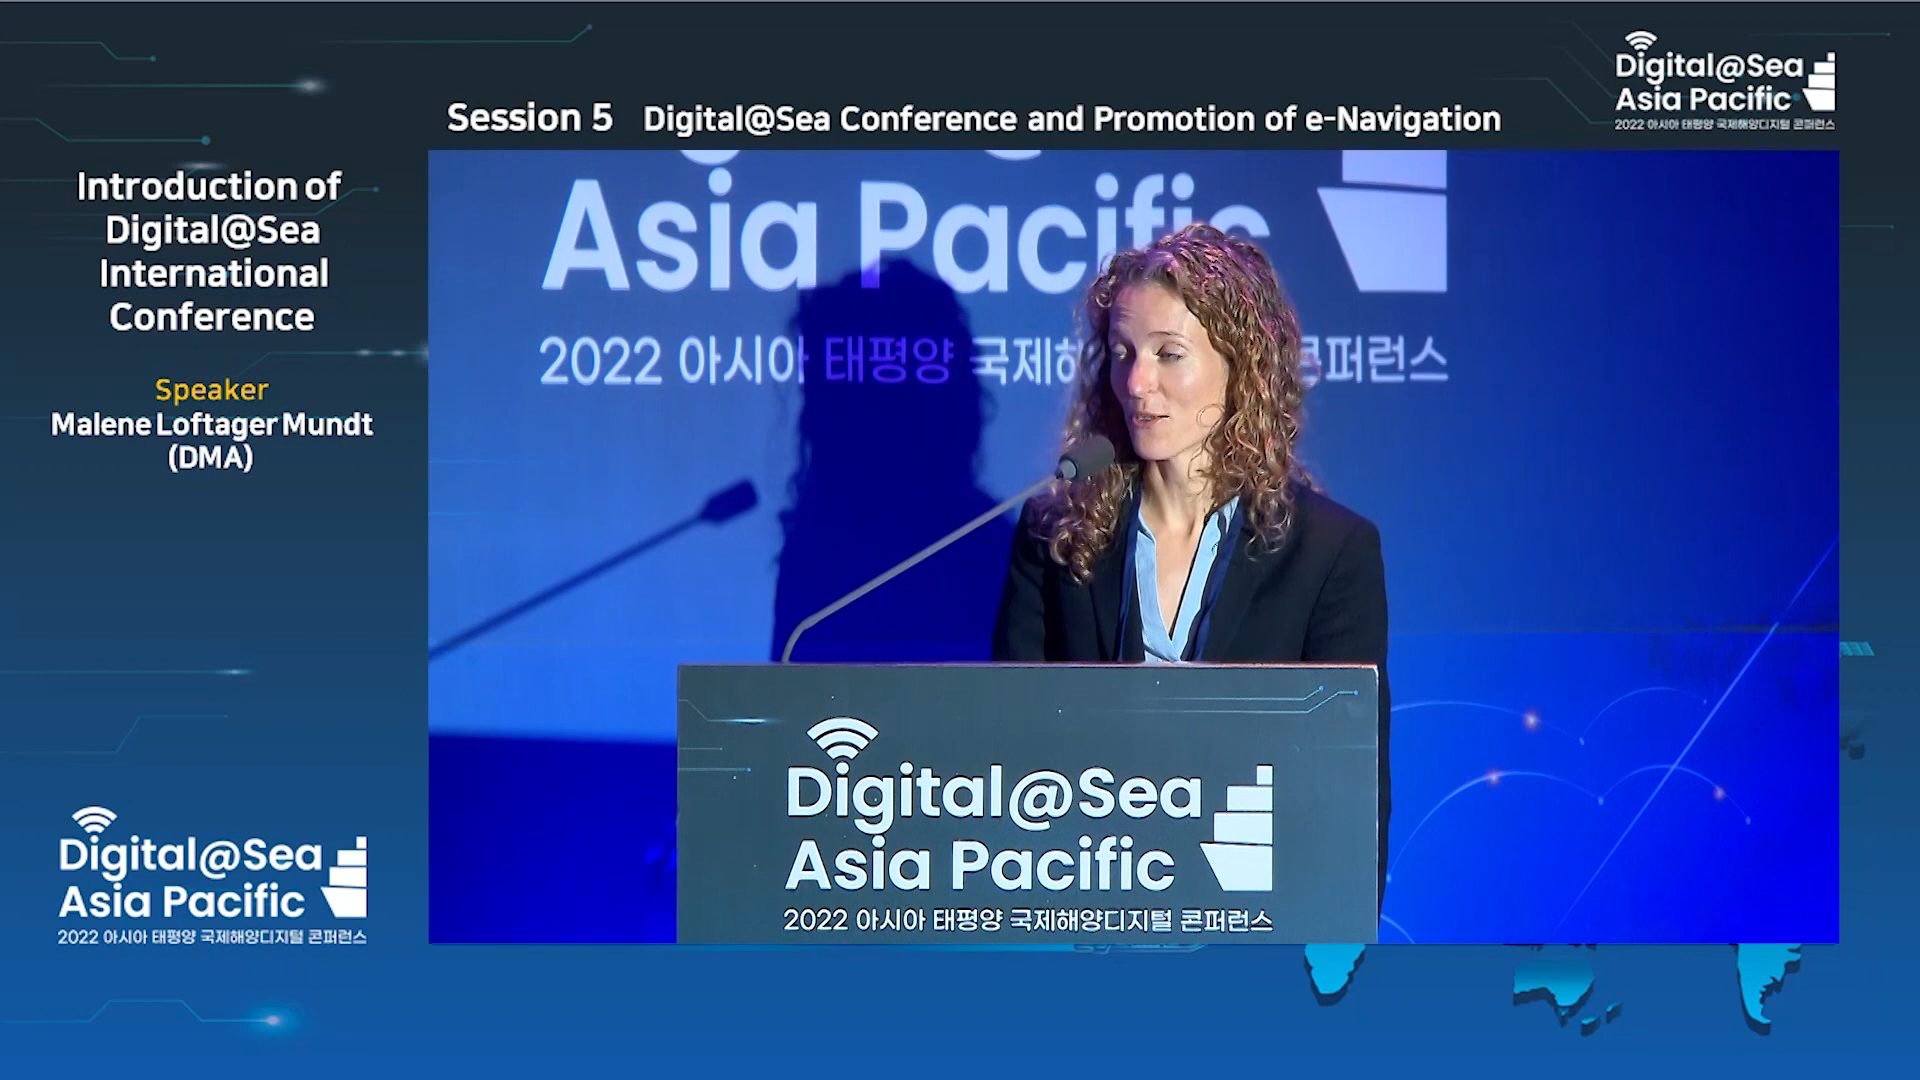 Session 5 Digital@Sea Conference and Promotion of e-Navigation
Digital@Sea
Asia Pacific
2022 아시아 태평양 국제해양디지털 콘퍼런스
Introduction of
Digital@Sea
International
Conference
Speaker
Malene Loftager Mundt
(DMA)
Asia Pacific
2022 아시아 태평양 국제해 콘퍼런스
Digital@Sea
Asia Pacific
2022 아시아 태평양 국제해양디지털 콘퍼런스
Digital@Sea
Asia Pacific
2022 아시아 태평양 국제해양디지털 콘퍼런스